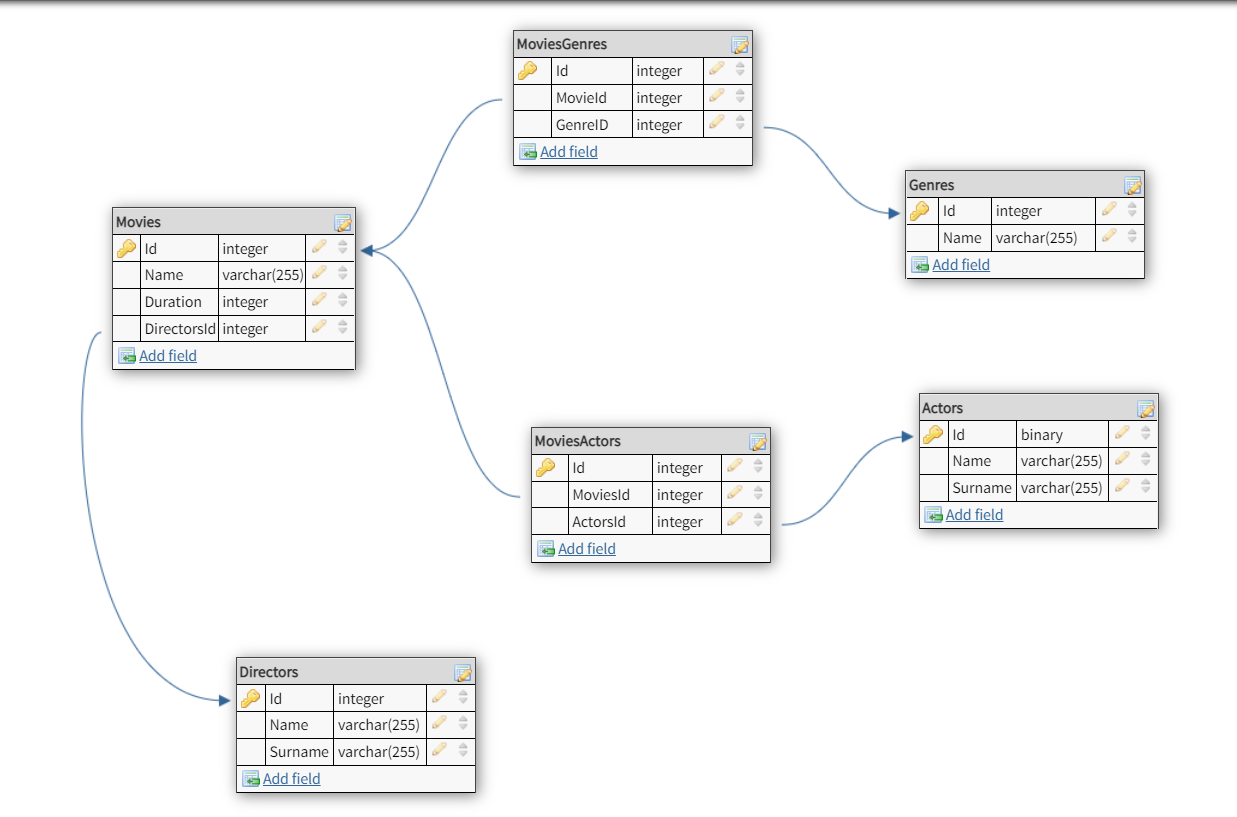 MoviesGenres
Id integer
MovieId integer
GenreID integer
Add field
Genres
Id integer
Name varchar(255)
Add field
Movies
Id integer
Name varchar(255)
Duration integer
DirectorsId integer
Add field
Actors
Id binary
Name varchar(255)
Surname varchar(255)
Add field
MoviesActors
Id integer
MoviesId integer
ActorsId integer
Add field
Directors
Id integer
Name varchar(255)
Surname varchar(255)
Add field